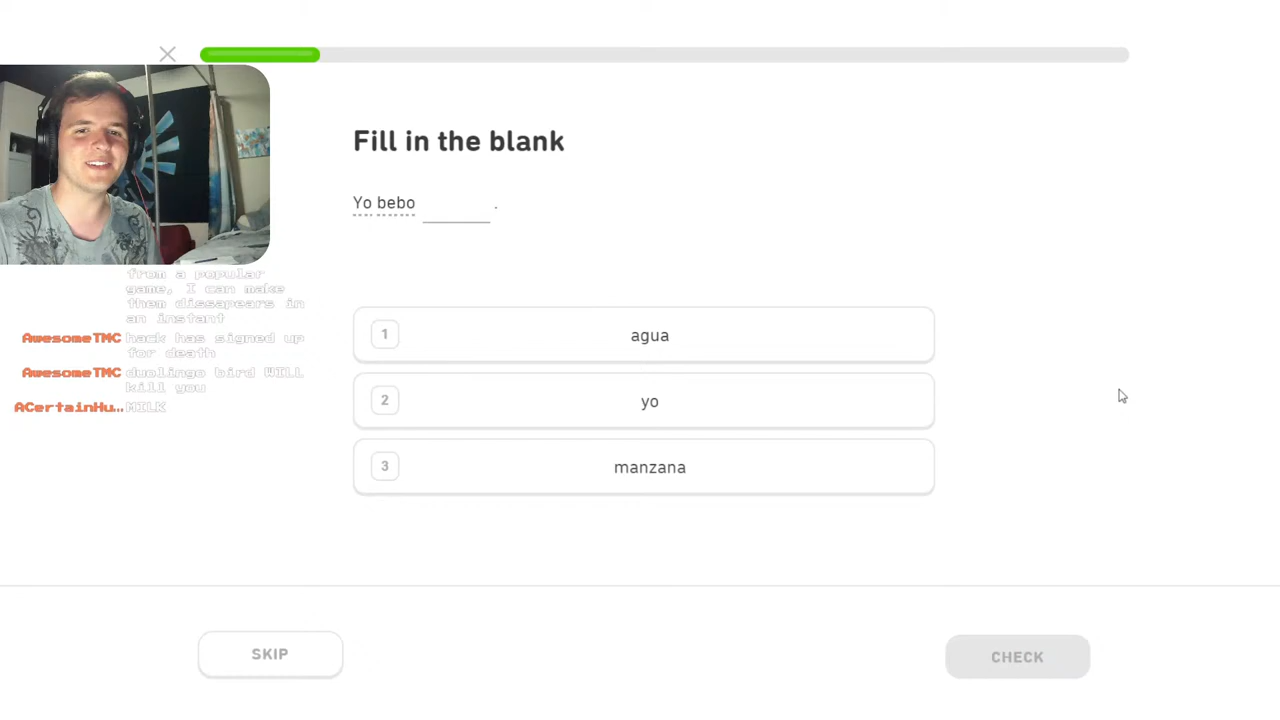 Fill in the blank
Yo bebo ______ .
from a popular
game, I can make
them dissapears in
an instant
AwesomeTMC hack has signed up
for death
AwesomeTMC duolingo bird WILL
kill you
ACertainHu... MILK
1 agua
2 yo
3 manzana
SKIP
CHECK